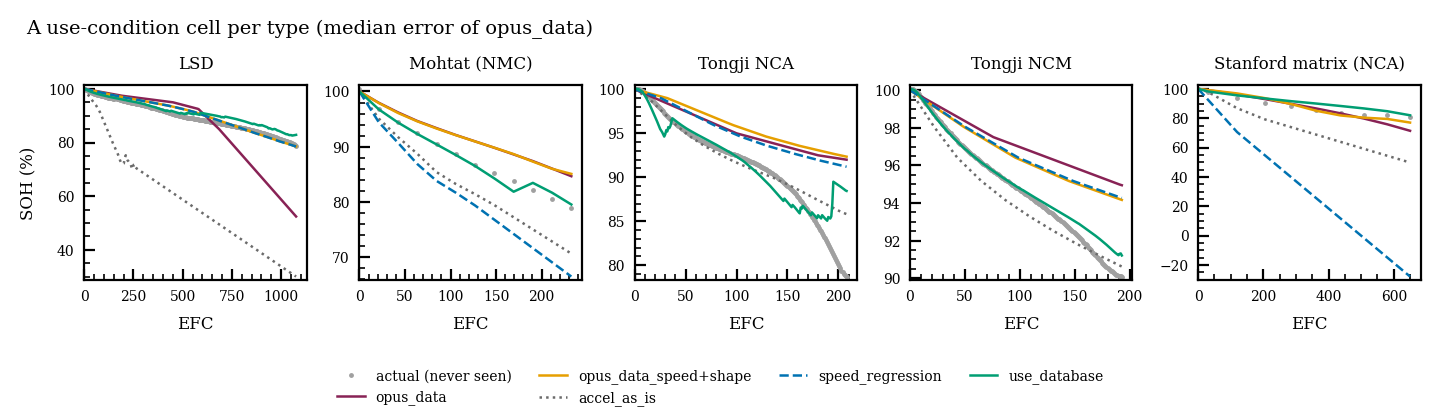 A use-condition cell per type (median error of opus_data)
LSD
Mohtat (NMC)
Tongji NCA
Tongji NCM
Stanford matrix (NCA)
SOH (%)
100
80
60
40
0 250 500 750 1000
EFC
100
90
80
70
0 50 100 150 200
EFC
100
95
90
85
80
0 50 100 150 200
EFC
100
98
96
94
92
90
0 50 100 150 200
EFC
100
80
60
40
20
0
−20
0 200 400 600
EFC
actual (never seen)
opus_data
opus_data_speed+shape
accel_as_is
speed_regression
use_database